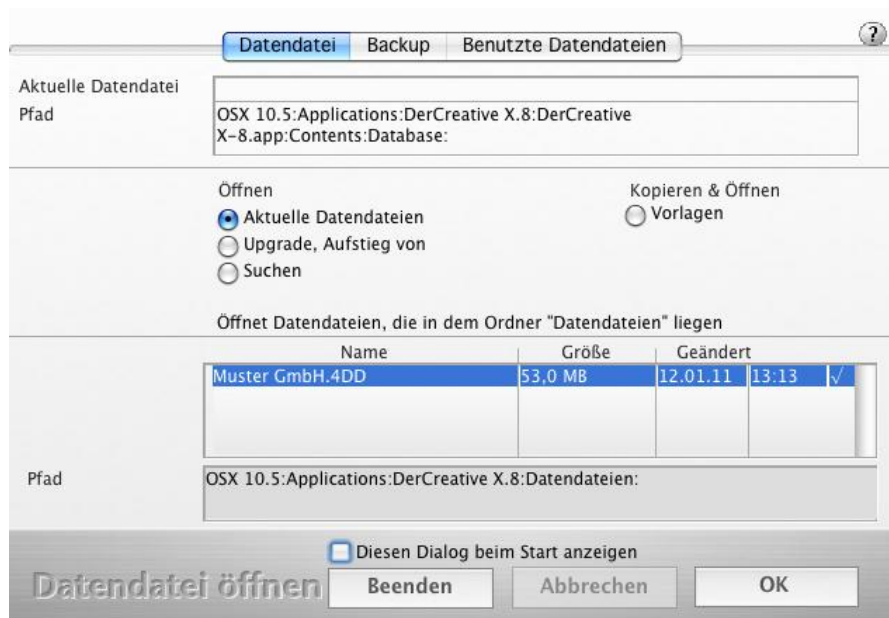 Datendatei Backup Benutzte Datendateien ?
Aktuelle Datendatei
Pfad OSX 10.5:Applications:DerCreative X.8:DerCreative
X-8.app:Contents:Database:
Öffnen Kopieren & Öffnen
Aktuelle Datendateien Vorlagen
Upgrade, Aufstieg von
Suchen
Öffnet Datendateien, die in dem Ordner "Datendateien" liegen
Name Größe Geändert
Muster GmbH.4DD 53,0 MB 12.01.11 13:13 √
Pfad OSX 10.5:Applications:DerCreative X.8:Datendateien:
Diesen Dialog beim Start anzeigen
Datendatei öffnen Beenden Abbrechen OK